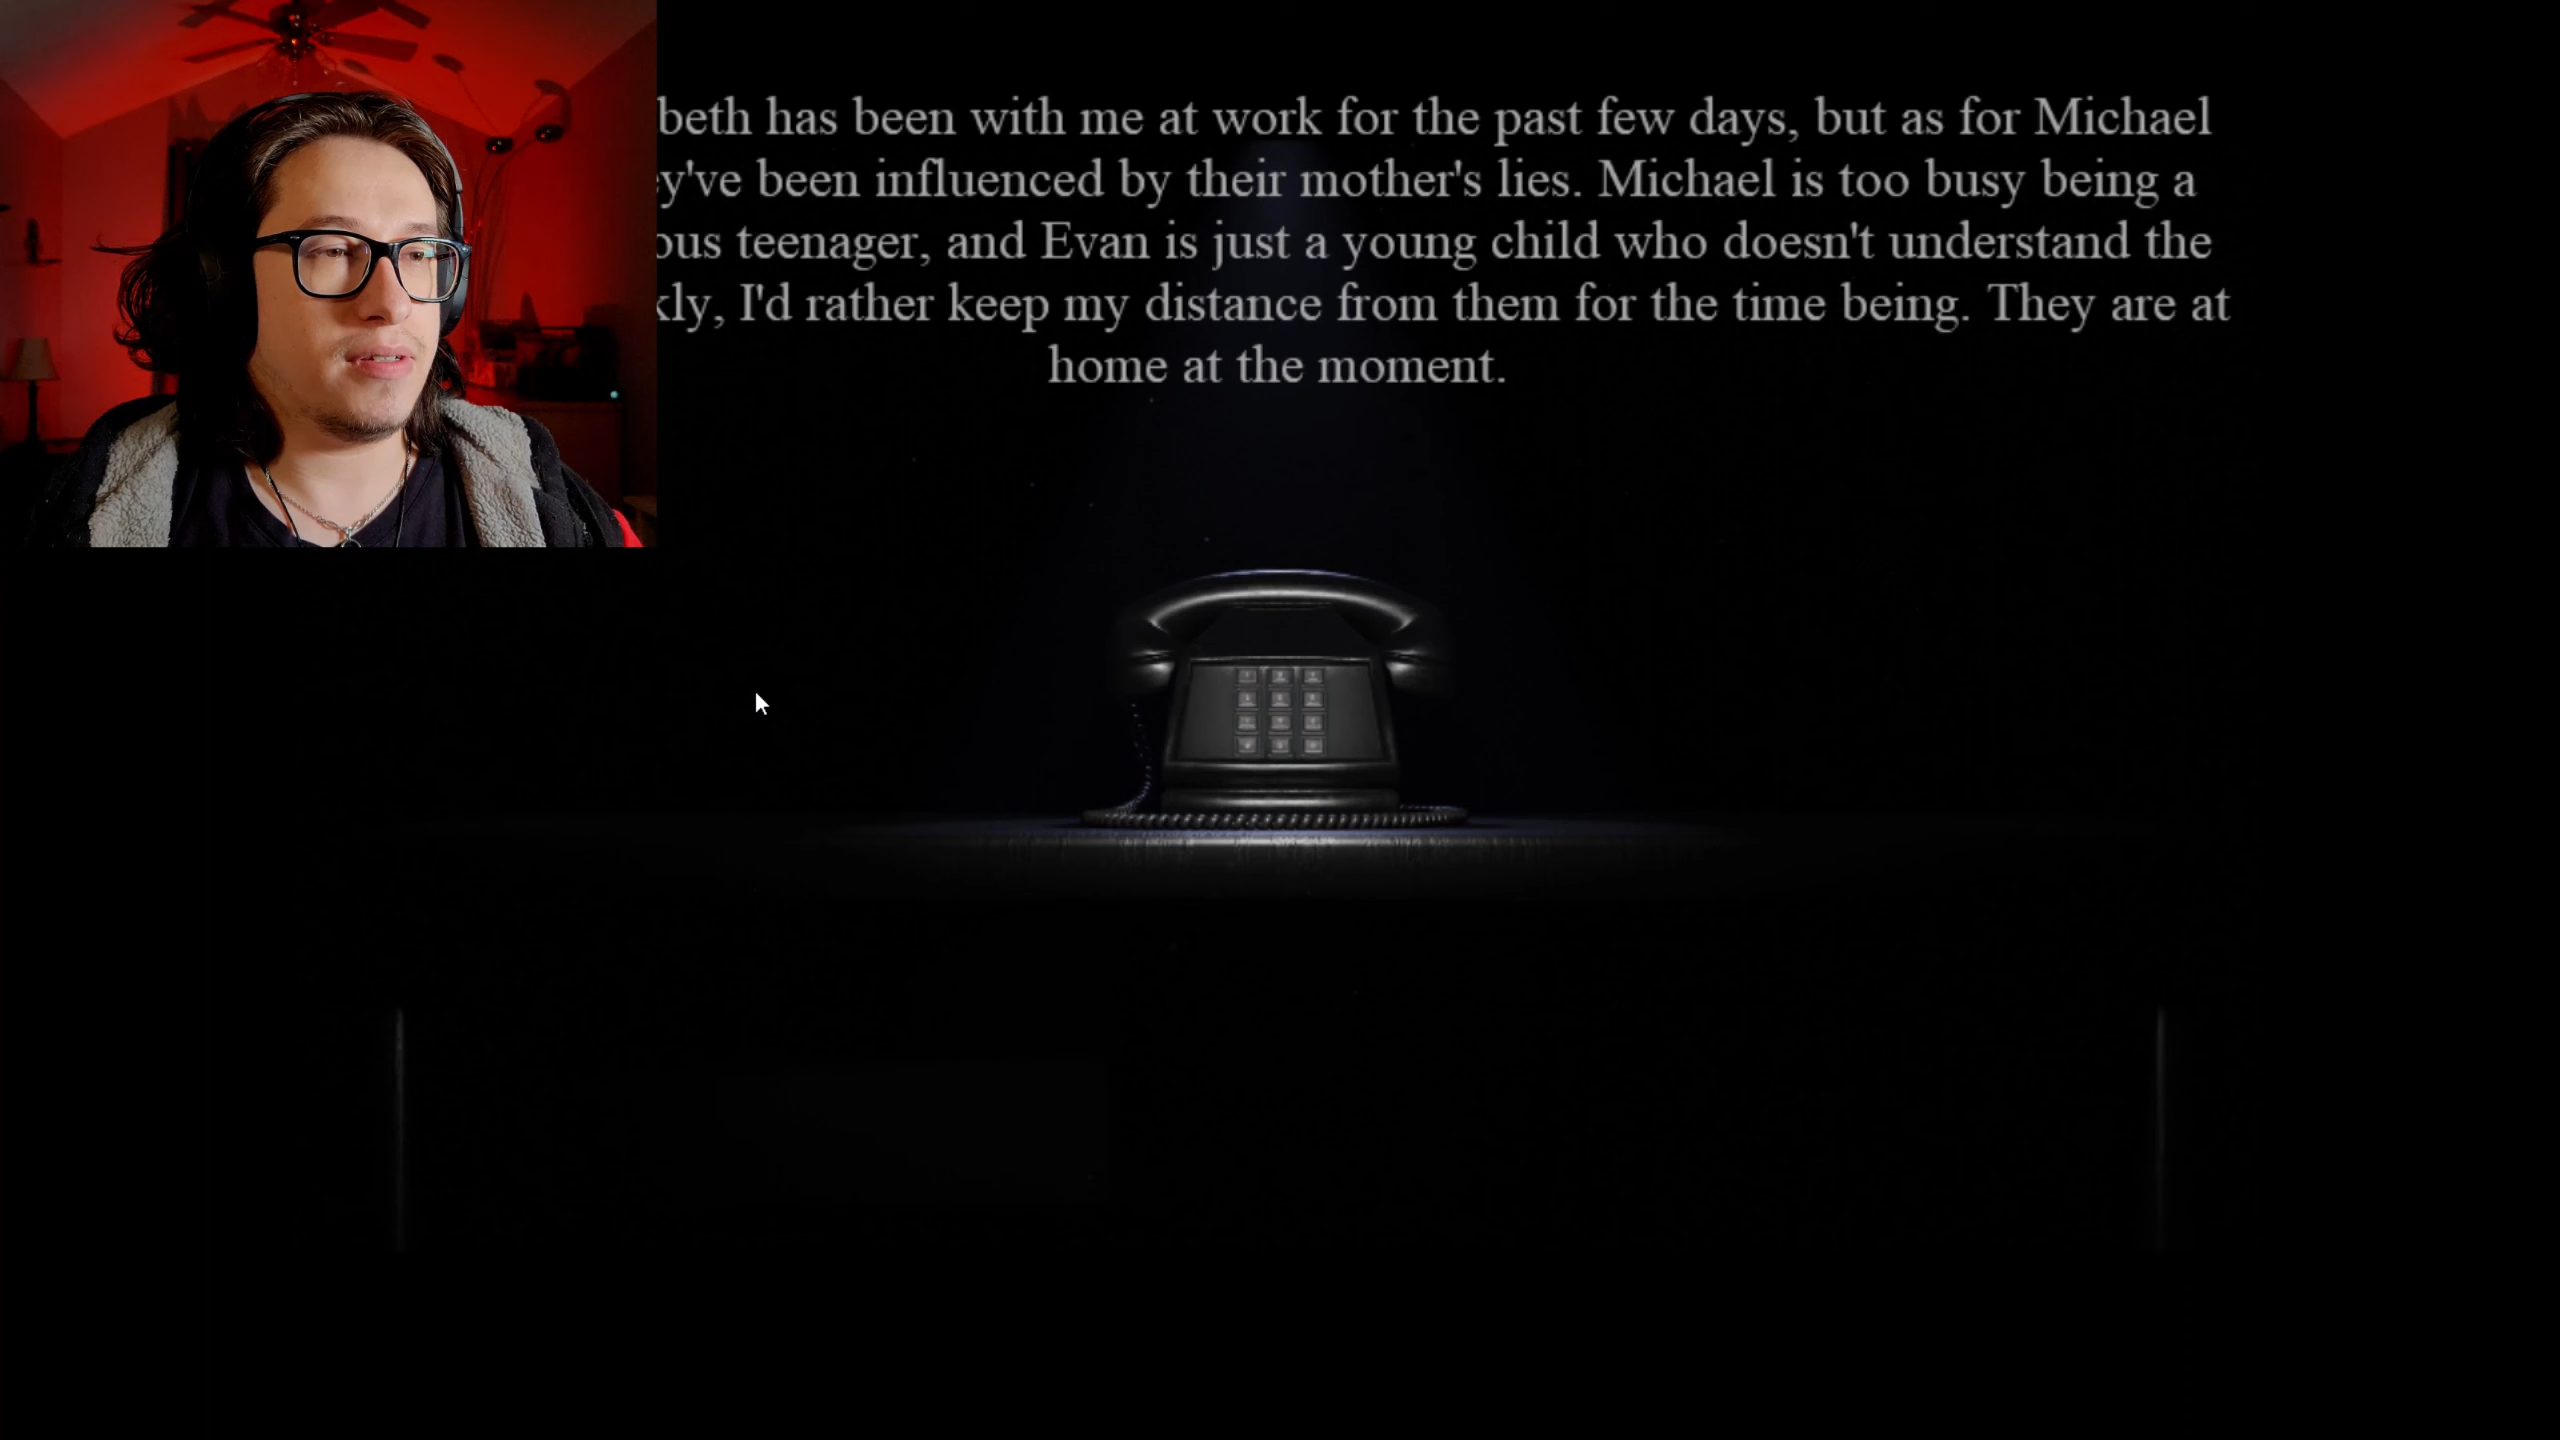 beth has been with me at work for the past few days, but as for Michael
've been influenced by their mother's lies. Michael is too busy being a
teenager, and Evan is just a young child who doesn't understand the
I'd rather keep my distance from them for the time being. They are at
home at the moment.